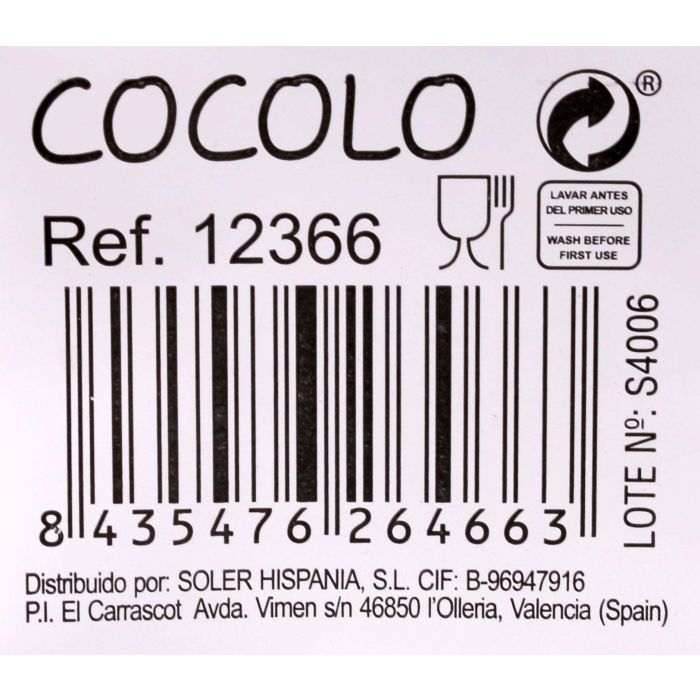 COCOLO
®
Ref. 12366
LAVAR ANTES
DEL PRIMER USO
WASH BEFORE
FIRST USE
LOTE Nº: S4006
8 435476 264663
Distribuido por: SOLER HISPANIA, S.L. CIF: B-96947916
P.I. El Carrascot Avda. Vimen s/n 46850 l'Olleria, Valencia (Spain)